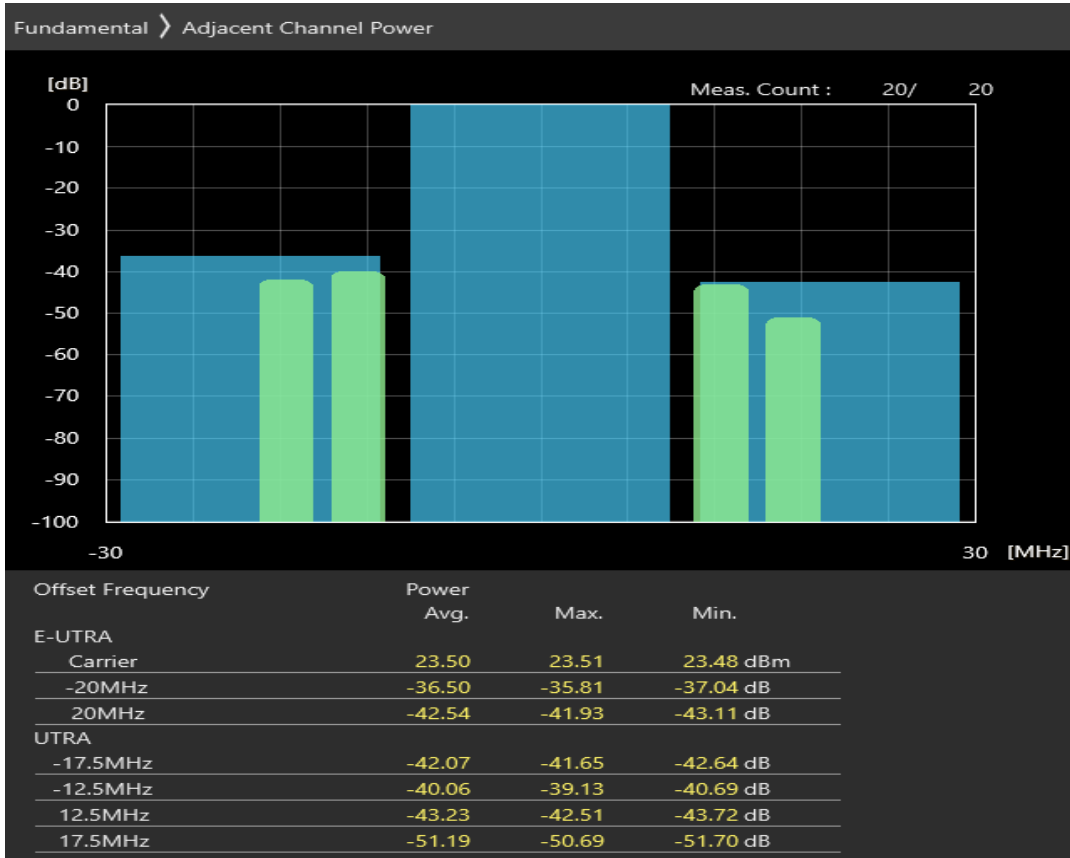 Fundamental 〉 Adjacent Channel Power
[dB]
Meas. Count : 20/ 20
0
-10
-20
-30
-40
-50
-60
-70
-80
-90
-100
-30 30 [MHz]
Offset Frequency Power
Avg. Max. Min.
E-UTRA
Carrier 23.50 23.51 23.48 dBm
-20MHz -36.50 -35.81 -37.04 dB
20MHz -42.54 -41.93 -43.11 dB
UTRA
-17.5MHz -42.07 -41.65 -42.64 dB
-12.5MHz -40.06 -39.13 -40.69 dB
12.5MHz -43.23 -42.51 -43.72 dB
17.5MHz -51.19 -50.69 -51.70 dB